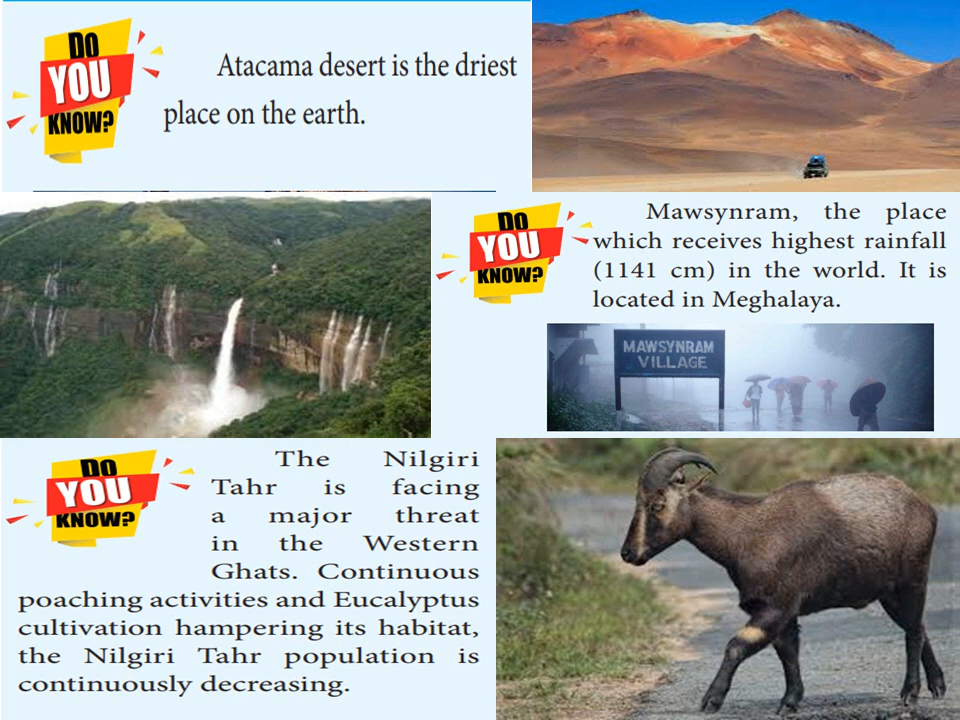 DO
YOU
KNOW?
Atacama desert is the driest
place on the earth.
DO
YOU
KNOW?
Mawsynram, the place
which receives highest rainfall
(1141 cm) in the world. It is
located in Meghalaya.
MAWSYNRAM
VILLAGE
DO
YOU
KNOW?
The Nilgiri
Tahr is facing
a major threat
in the Western
Ghats. Continuous
poaching activities and Eucalyptus
cultivation hampering its habitat,
the Nilgiri Tahr population is
continuously decreasing.